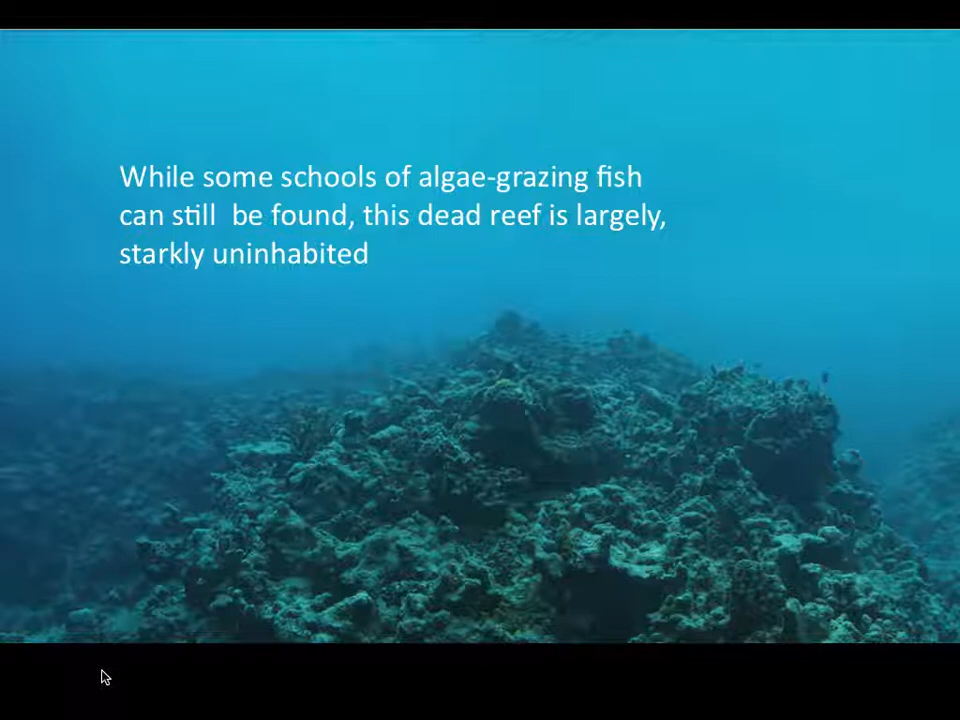 While some schools of algae-grazing fish
can still  be found, this dead reef is largely,
starkly uninhabited